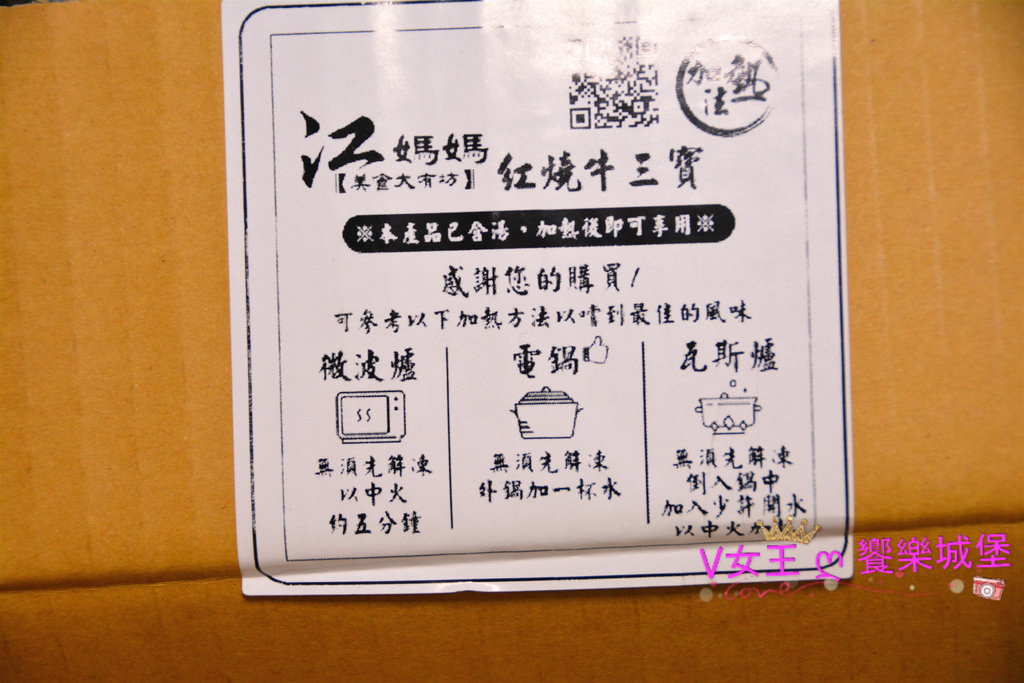 加熱
法
江媽媽
【美食大有坊】
紅燒牛三寶
※本產品已含湯，加熱後即可享用※
感謝您的購買!
可參考以下加熱方法以嚐到最佳的風味
微波爐
無須先解凍
以中火
約五分鐘
電鍋
無須先解凍
外鍋加一杯水
瓦斯爐
無須先解凍
倒入鍋中
加入少許開水
以中火加
V女王 ღ 饗樂城堡
Love